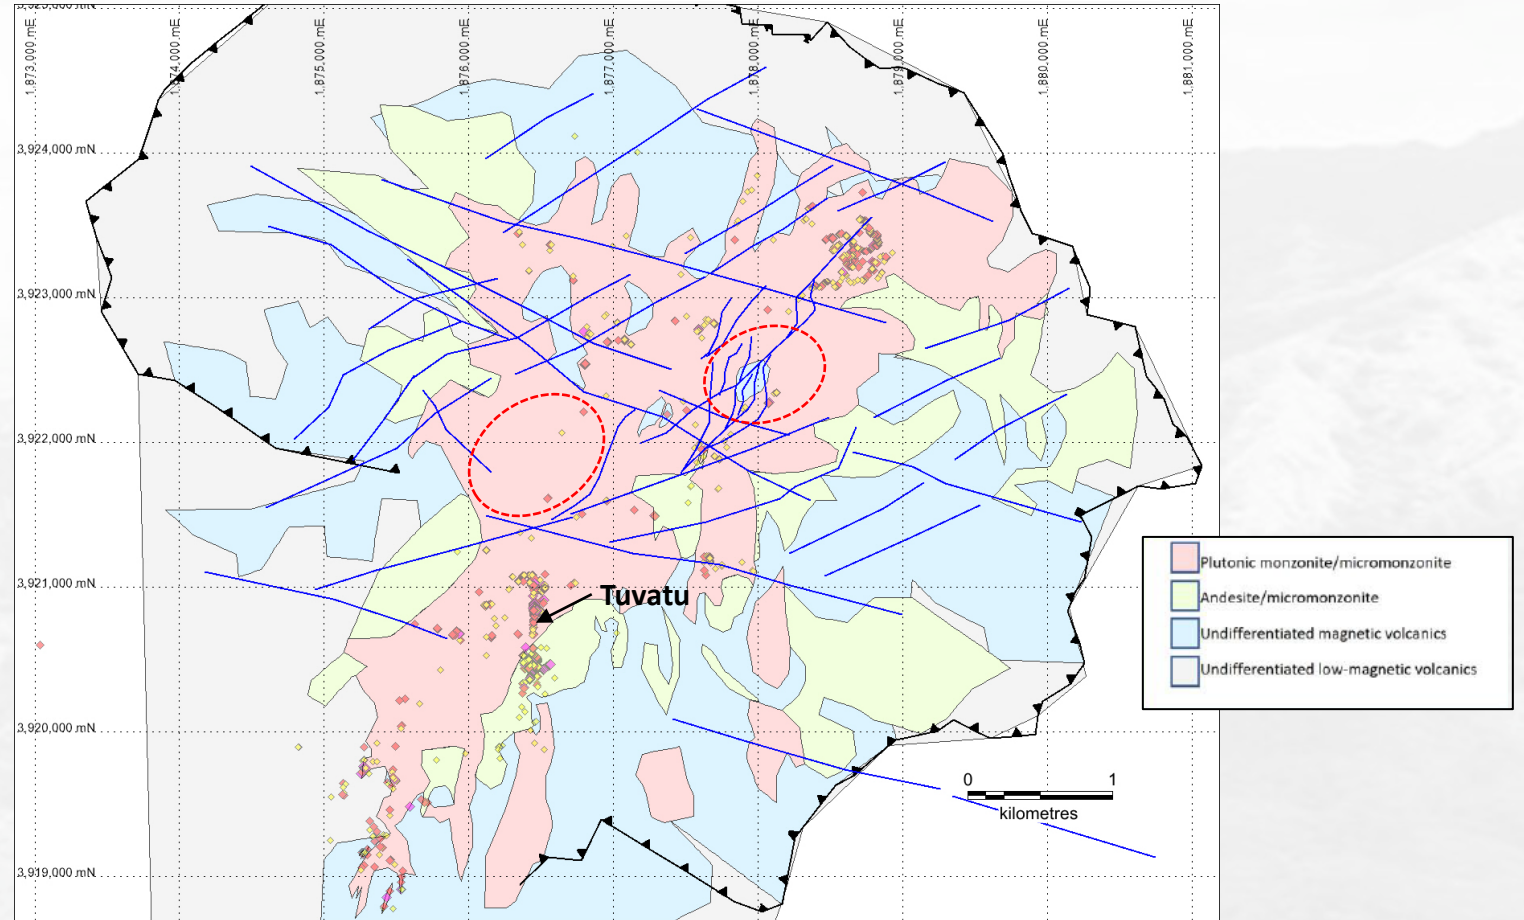 3,925,000 mN
1,873,000 mE
1,874,000 mE
1,875,000 mE
1,876,000 mE
1,877,000 mE
1,878,000 mE
1,879,000 mE
1,880,000 mE
1,881,000 mE
3,924,000 mN
3,923,000 mN
3,922,000 mN
3,921,000 mN
Tuvatu
3,920,000 mN
3,919,000 mN
0 1
kilometres
Plutonic monzonite/micromonzonite
Andesite/micromonzonite
Undifferentiated magnetic volcanics
Undifferentiated low-magnetic volcanics